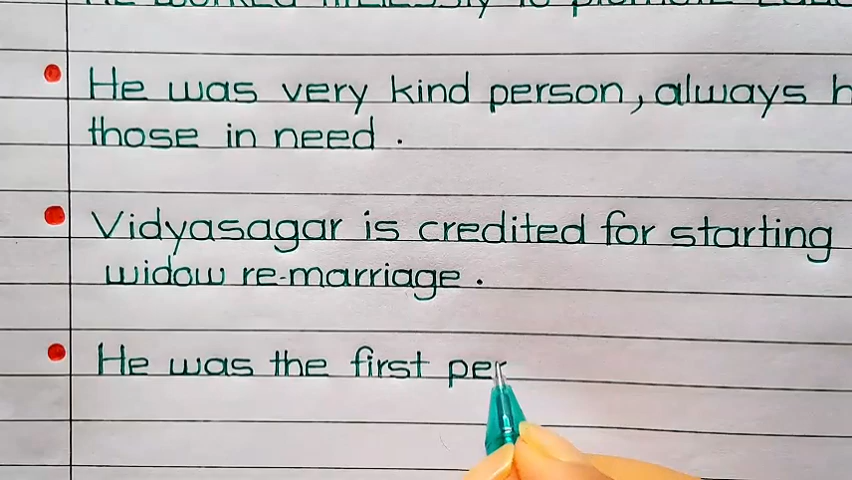 He was very kind person, always h
those in need.
Vidyasagar is credited for starting
widow re-marriage.
He was the first per